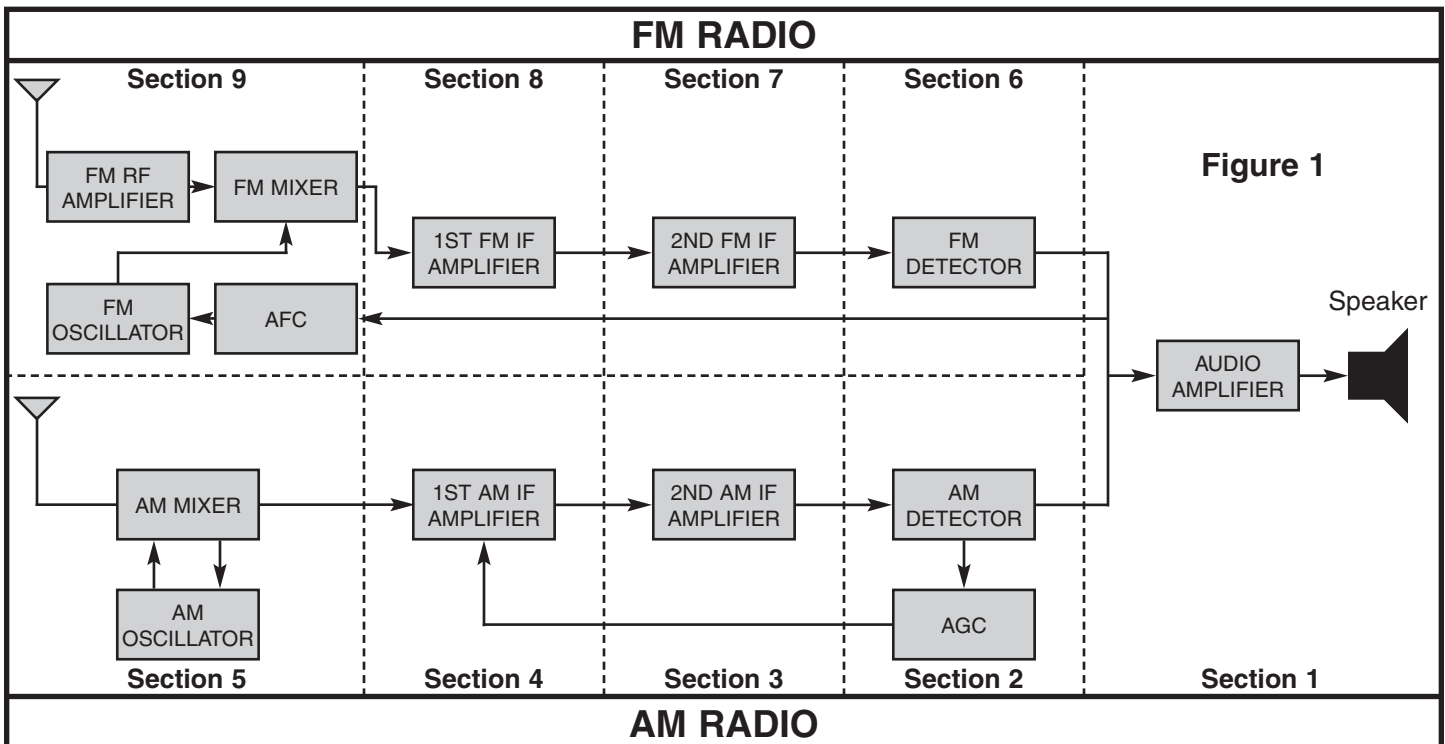 FM RADIO
Section 9
Section 8
Section 7
Section 6
Figure 1
FM RF
AMPLIFIER
FM MIXER
1ST FM IF
AMPLIFIER
2ND FM IF
AMPLIFIER
FM
DETECTOR
FM
OSCILLATOR
AFC
Speaker
AUDIO
AMPLIFIER
AM MIXER
1ST AM IF
AMPLIFIER
2ND AM IF
AMPLIFIER
AM
DETECTOR
AM
OSCILLATOR
AGC
Section 5
Section 4
Section 3
Section 2
Section 1
AM RADIO